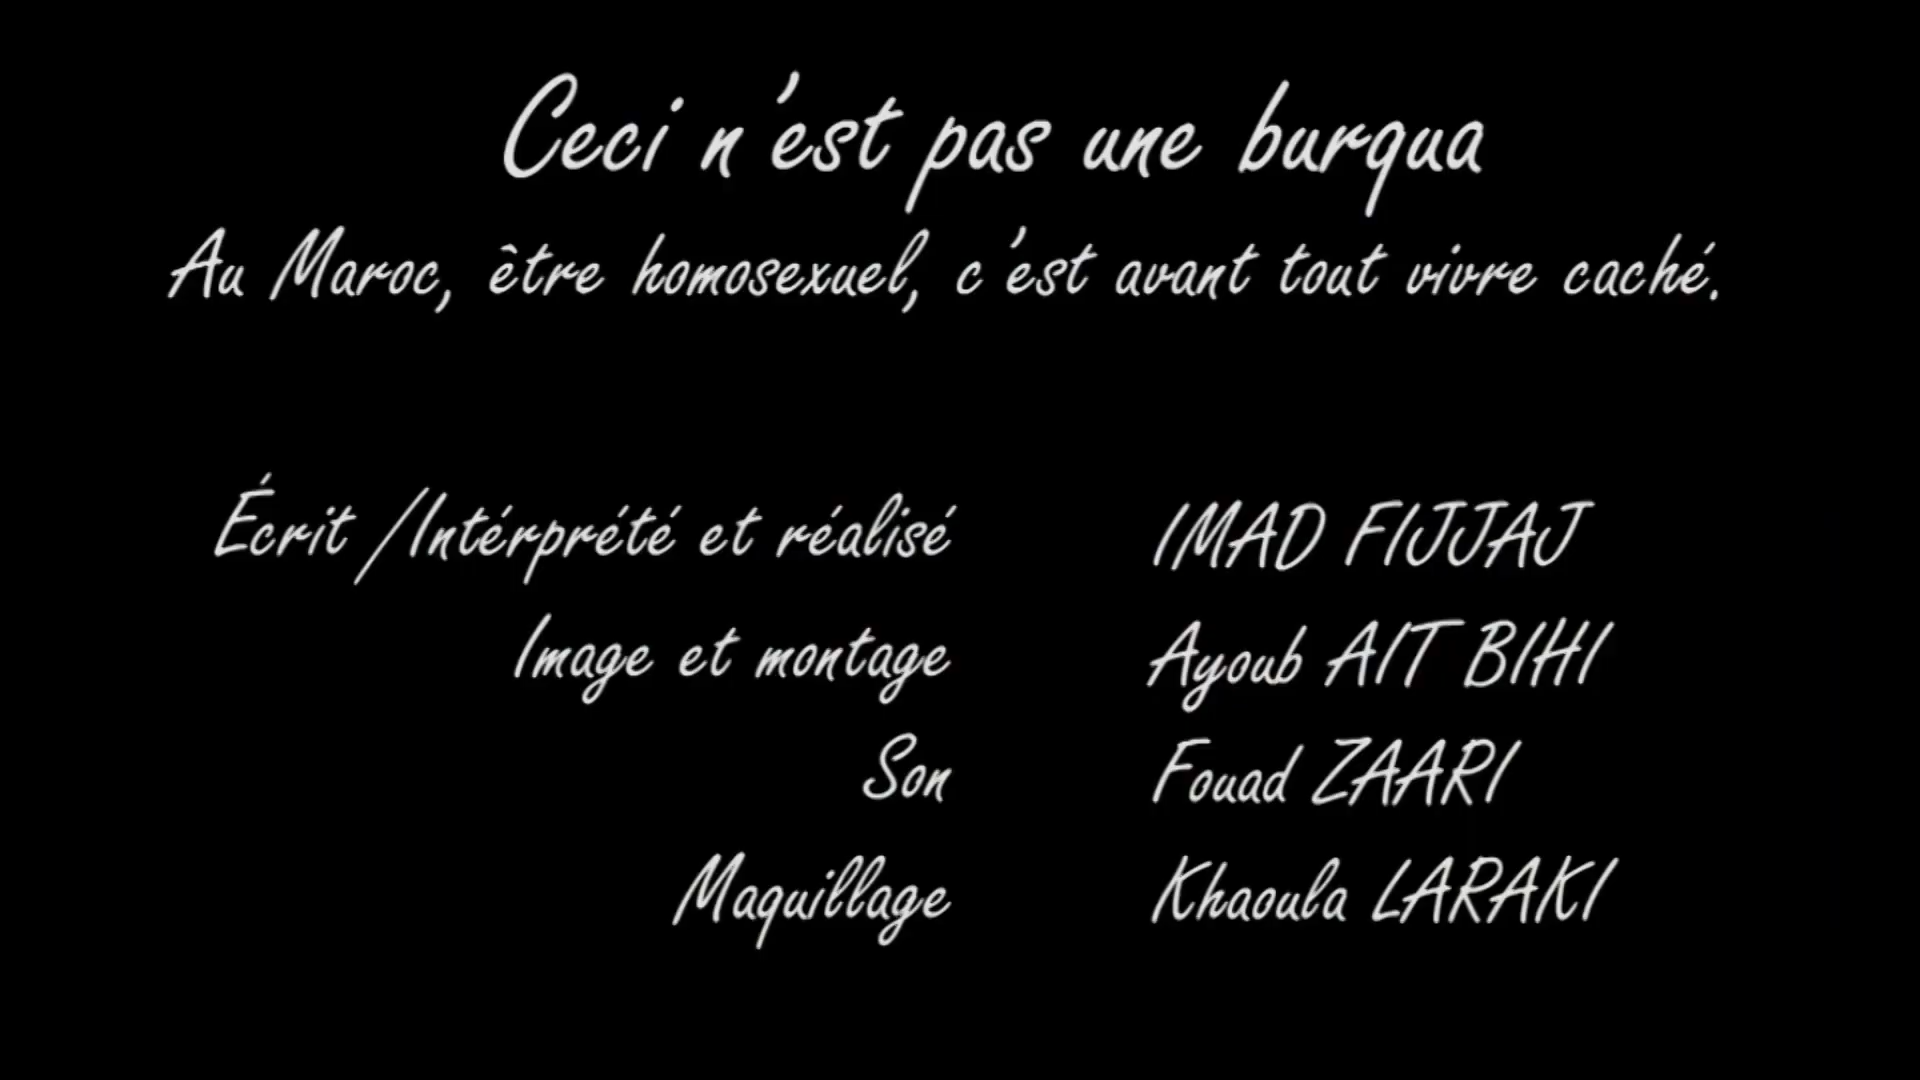 Ceci n'est pas une burqua
Au Maroc, être homosexuel, c'est avant tout vivre caché.
Écrit /Intérprété et réalisé IMAD FIJJAJ
Image et montage Ayoub AIT BIHI
Son Fouad ZAARI
Maquillage Khaoula LARAKI